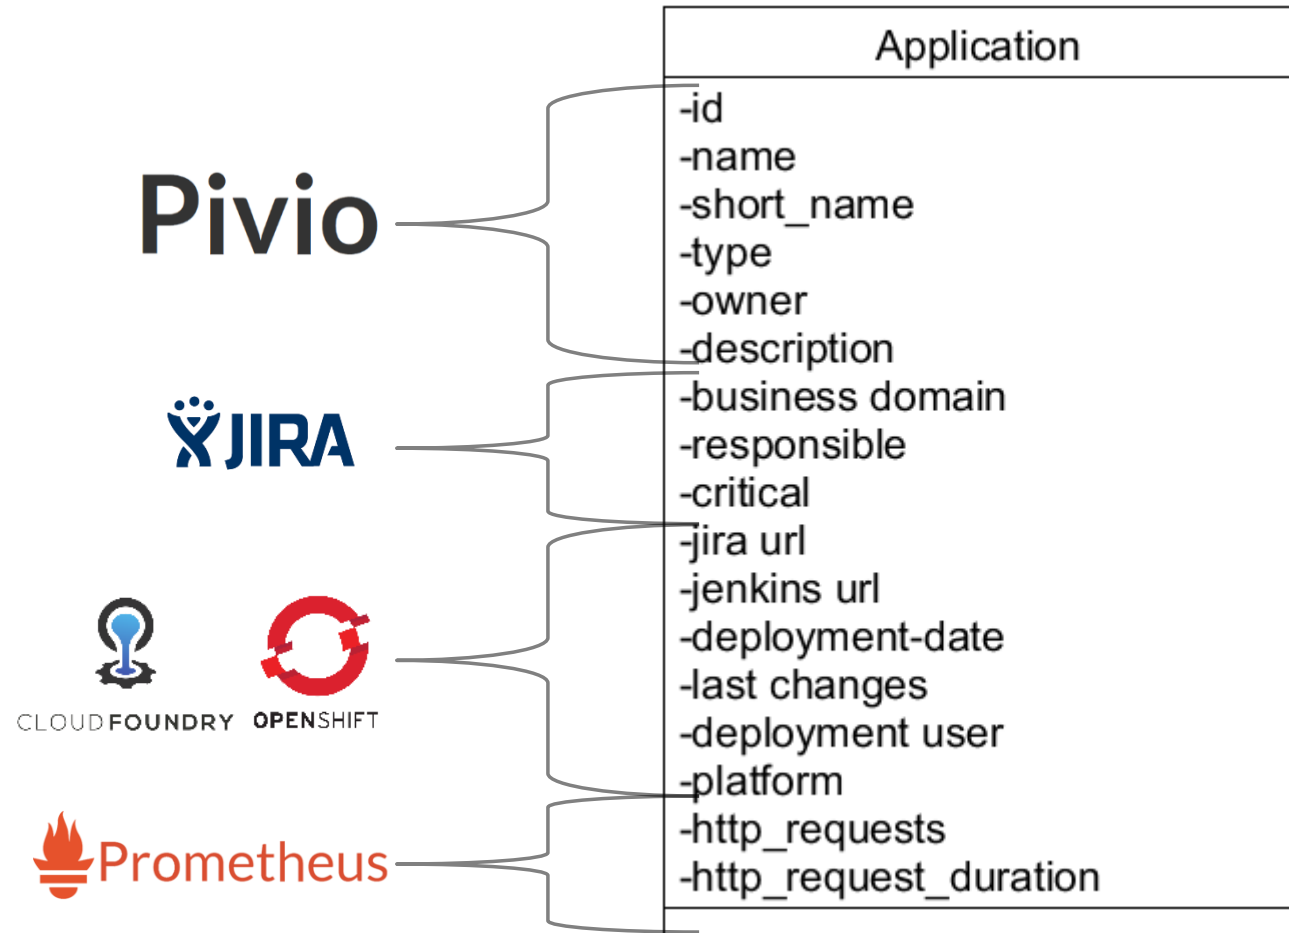 Application
Pivio
-id
-name
-short_name
-type
-owner
-description
JIRA
-business domain
-responsible
-critical
-jira url
CLOUD FOUNDRY
OPENSHIFT
-jenkins url
-deployment-date
-last changes
-deployment user
-platform
Prometheus
-http_requests
-http_request_duration